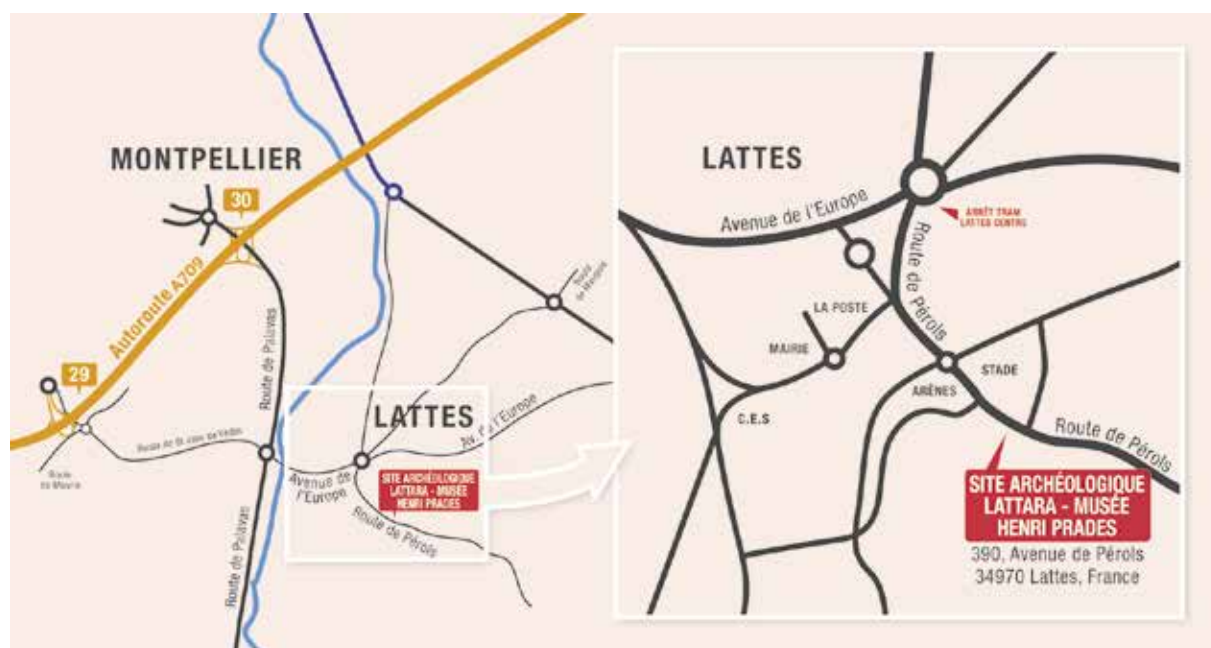 MONTPELLIER
30
Autoroute A709
29
Route de Palavas
Route de St Jean de Védas
LATTES
Av. de l'Europe
Avenue de
l'Europe
SITE ARCHÉOLOGIQUE
LATTARA - MUSÉE
HENRI PRADES
Route de Pérols
Route de Palavas
Route
LATTES
Avenue de l'Europe
ARRÊT TRAM
LATTES CENTRE
Route de Pérols
LA POSTE
MAIRIE
STADE
ARÈNES
C.E.S
Route de Pérols
SITE ARCHÉOLOGIQUE
LATTARA - MUSÉE
HENRI PRADES
390, Avenue de Pérols
34970 Lattes, France